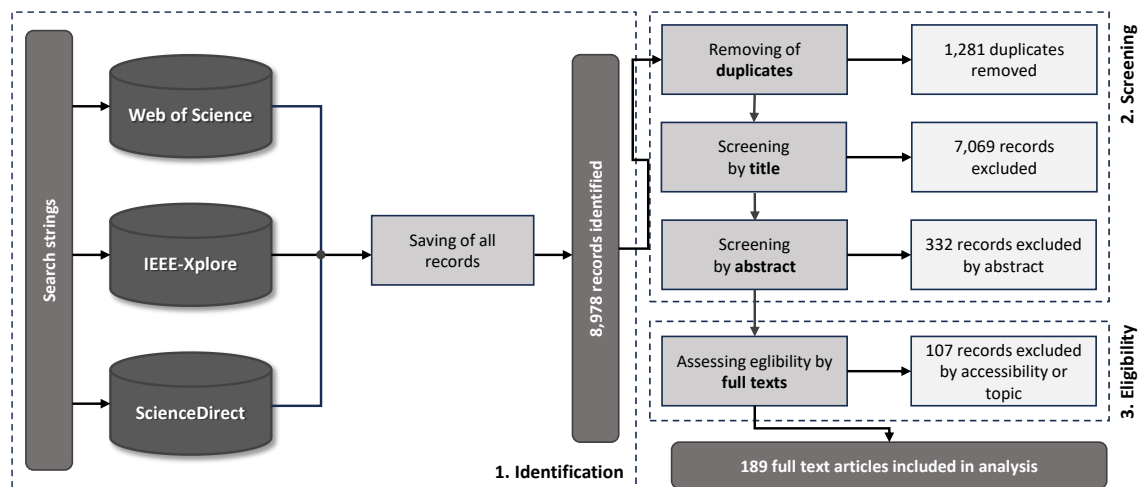 Search strings
Web of Science
IEEE-Xplore
ScienceDirect
Saving of all
records
8,978 records identified
1. Identification
Removing of
duplicates
1,281 duplicates
removed
Screening
by title
7,069 records
excluded
Screening
by abstract
332 records excluded
by abstract
2. Screening
Assessing eglibility by
full texts
107 records excluded
by accessibility or
topic
3. Eligibility
189 full text articles included in analysis